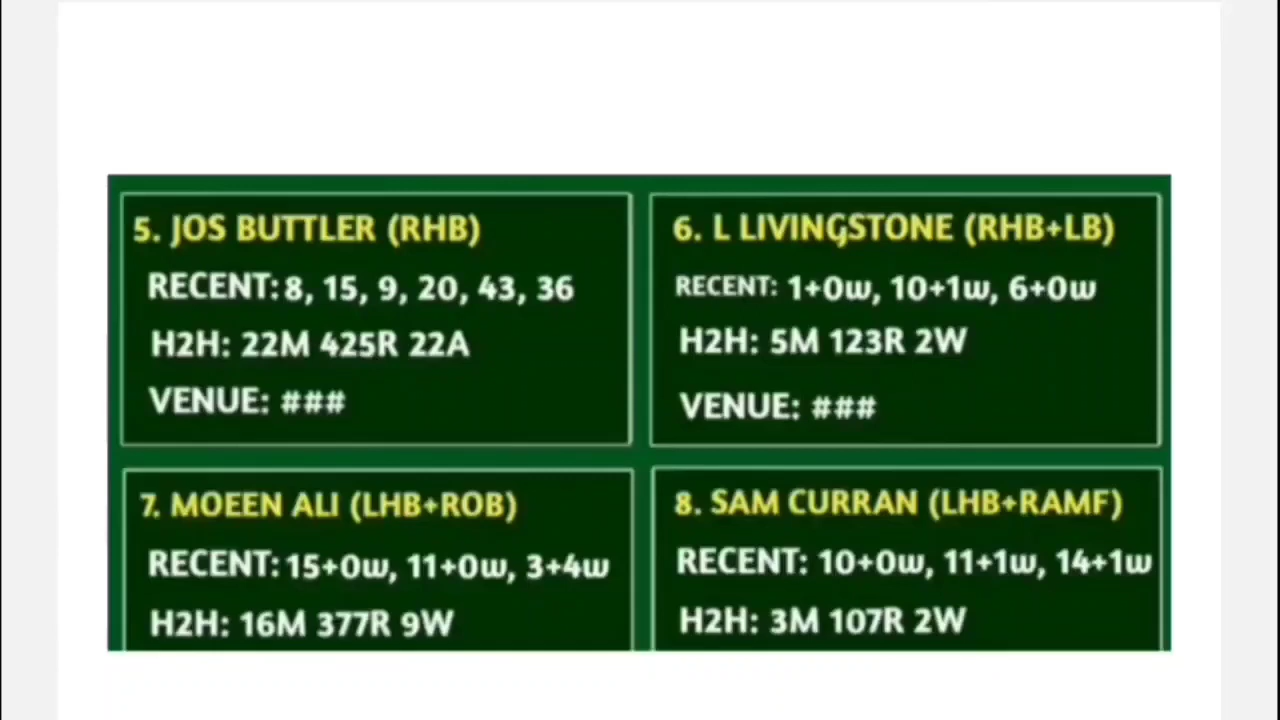 5. JOS BUTTLER (RHB)
RECENT: 8, 15, 9, 20, 43, 36
H2H: 22M 425R 22A
VENUE: ###
6. L LIVINGSTONE (RHB+LB)
RECENT: 1+0w, 10+1w, 6+0w
H2H: 5M 123R 2W
VENUE: ###
7. MOEEN ALI (LHB+ROB)
RECENT: 15+0w, 11+0w, 3+4w
H2H: 16M 377R 9W
8. SAM CURRAN (LHB+RAMF)
RECENT: 10+0w, 11+1w, 14+1w
H2H: 3M 107R 2W